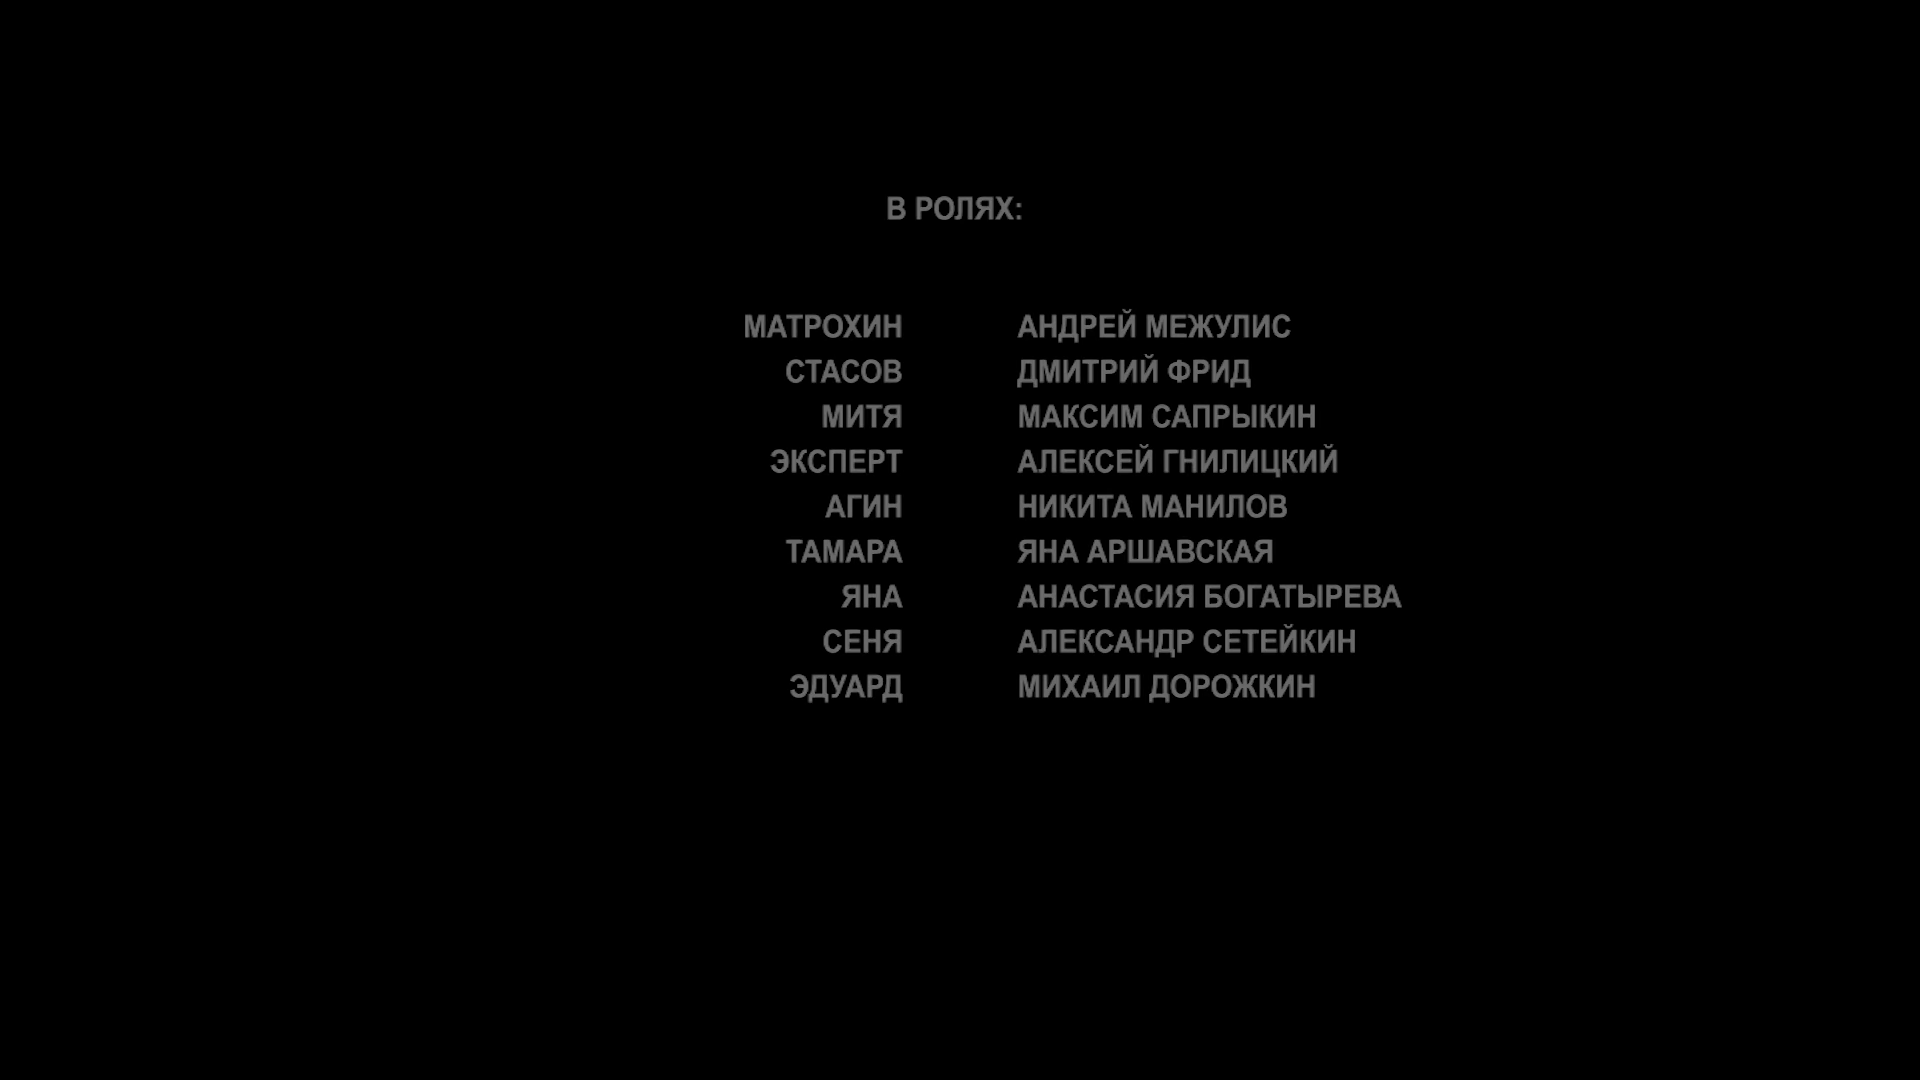 В РОЛЯХ:
МАТРОХИН АНДРЕЙ МЕЖУЛИС
СТАСОВ ДМИТРИЙ ФРИД
МИТЯ МАКСИМ САПРЫКИН
ЭКСПЕРТ АЛЕКСЕЙ ГНИЛИЦКИЙ
АГИН НИКИТА МАНИЛОВ
ТАМАРА ЯНА АРШАВСКАЯ
ЯНА АНАСТАСИЯ БОГАТЫРЕВА
СЕНЯ АЛЕКСАНДР СЕТЕЙКИН
ЭДУАРД МИХАИЛ ДОРОЖКИН